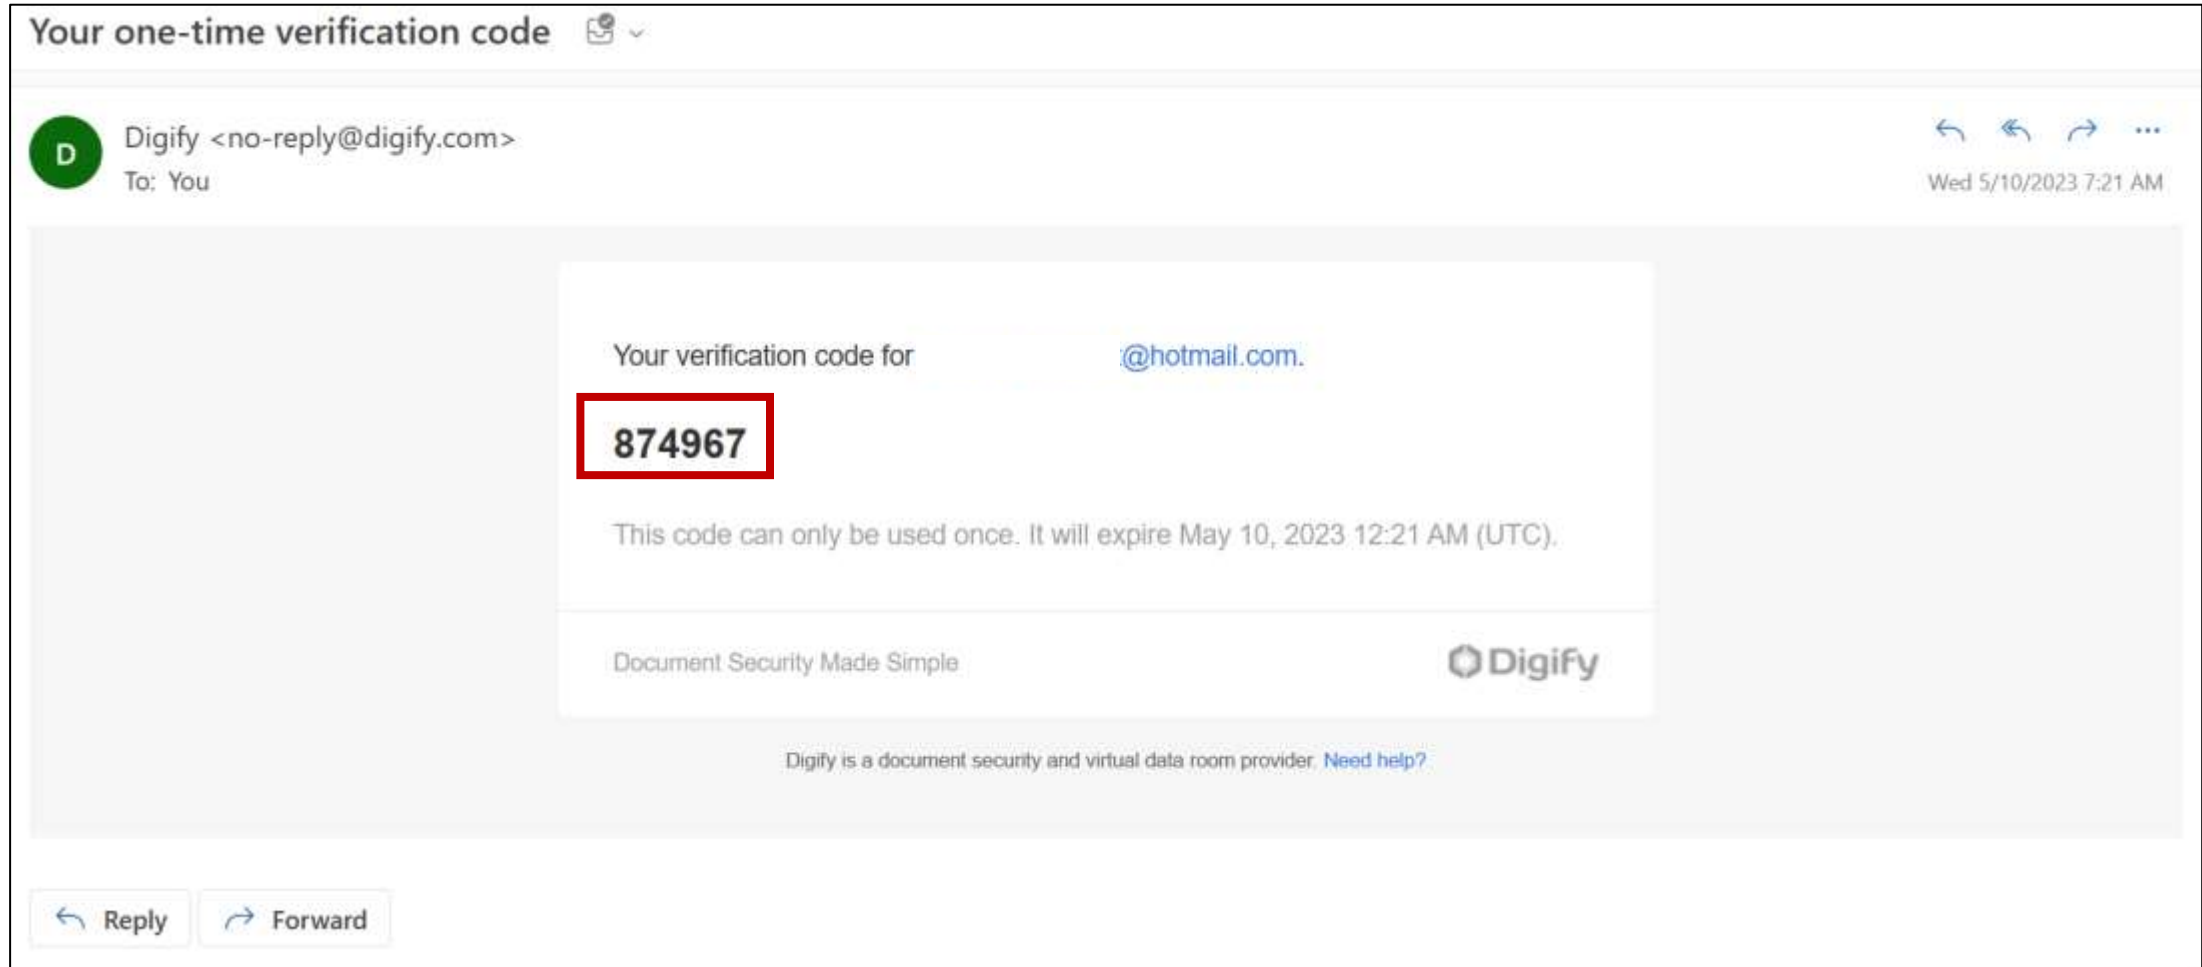 Your one-time verification code
D
Digify <no-reply@digify.com>
To: You
Wed 5/10/2023 7:21 AM
Your verification code for @hotmail.com.
874967
This code can only be used once. It will expire May 10, 2023 12:21 AM (UTC).
Document Security Made Simple
Digify
Digify is a document security and virtual data room provider. Need help?
Reply
Forward